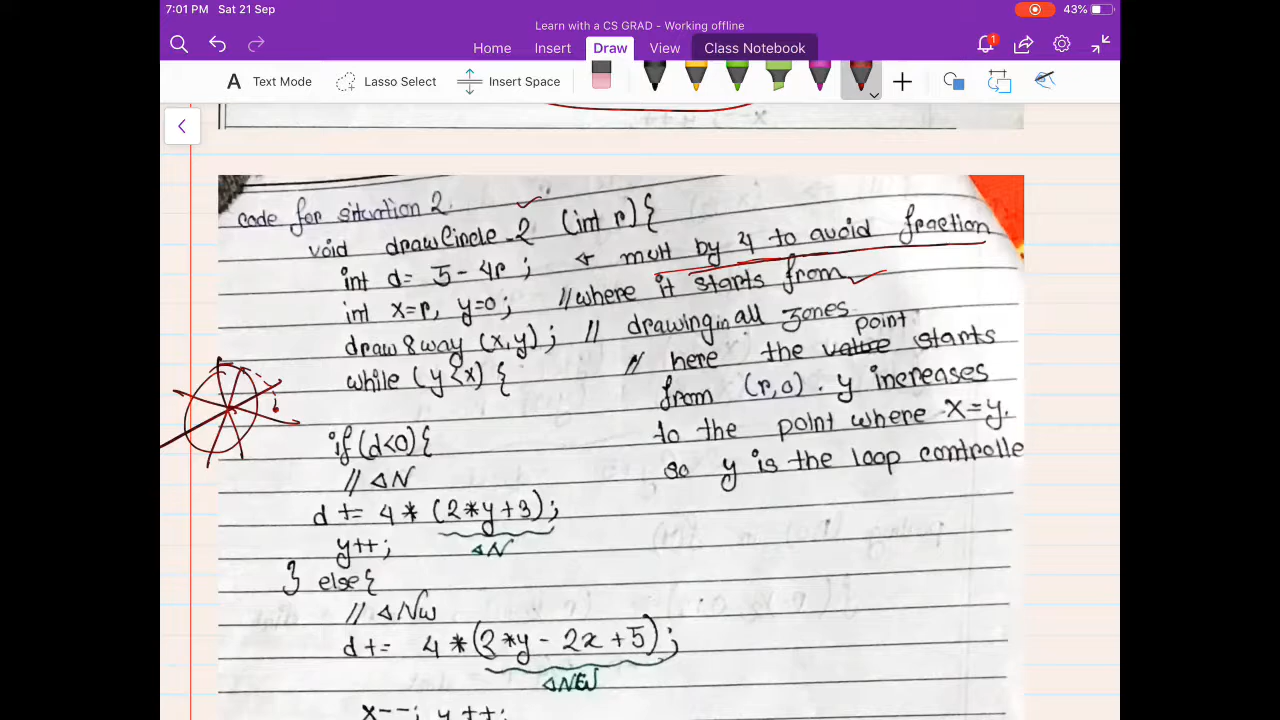 7:01 PM Sat 21 Sep
43%
Learn with a CS GRAD - Working offline
Home Insert Draw View Class Notebook
1
A Text Mode Lasso Select Insert Space
x--; y++;
code for situation 2
void drawCircle_2 (int r) {
int d = 5 - 4r ; mult by 4 to avoid fraction
int x=r, y=0; //where it starts from
draw8way (x,y); // drawing in all zones
while (y<x) { // here the value point starts
from (r,0). y increases
to the point where x=y.
so y is the loop controlle
if (d<0) {
// ΔN
d += 4* (2*y+3);
ΔN
y++;
} else {
// ΔNW
d += 4*(2*y - 2x +5);
ΔNW
x--; y++;